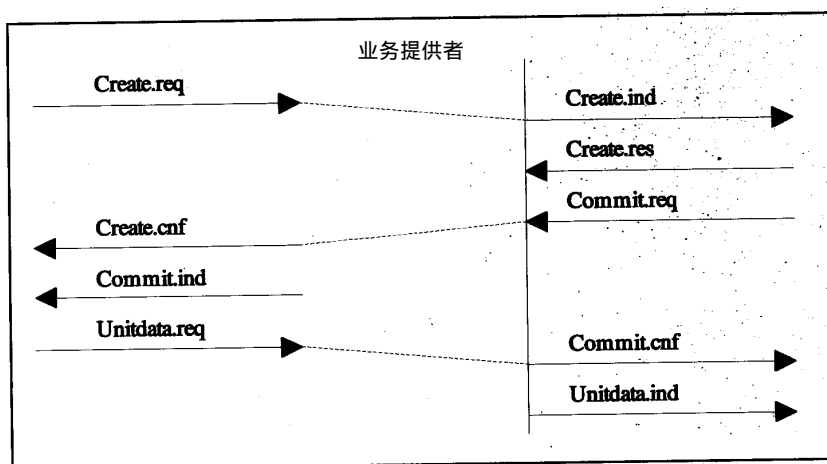 业务提供者
Create.req
Create.ind
Create.res
Commit.req
Create.cnf
Commit.ind
Unitdata.req
Commit.cnf
Unitdata.ind